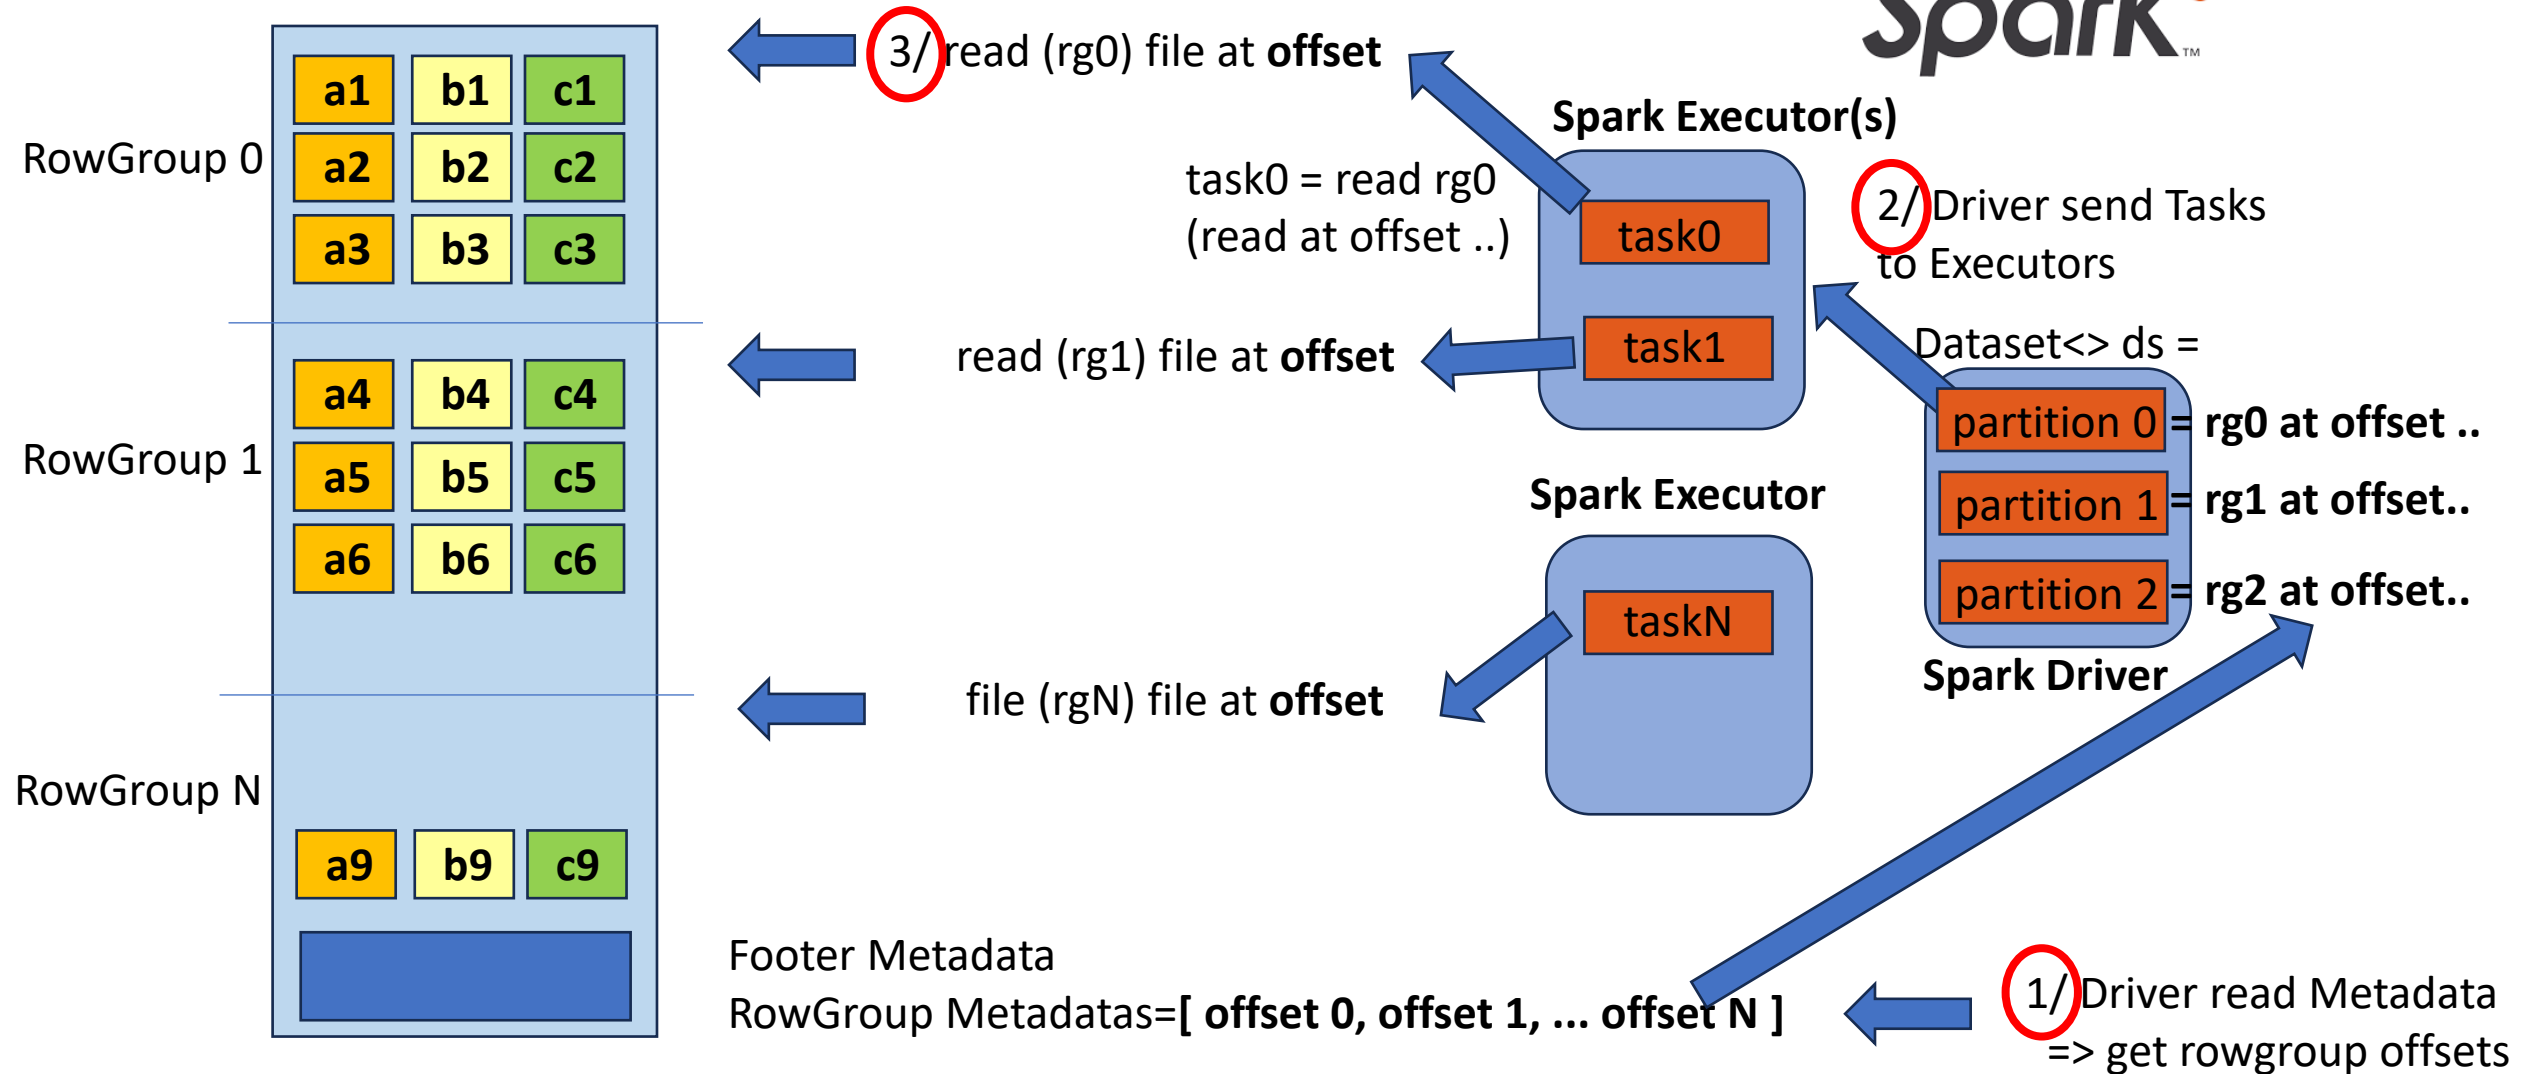 Spark™
3/ read (rg0) file at offset
Spark Executor(s)
a1 b1 c1
RowGroup 0
a2 b2 c2
a3 b3 c3
task0 = read rg0
(read at offset ..)
task0
2/ Driver send Tasks
to Executors
read (rg1) file at offset
task1
Dataset<> ds =
a4 b4 c4
RowGroup 1
a5 b5 c5
a6 b6 c6
partition 0 = rg0 at offset ..
partition 1 = rg1 at offset..
partition 2 = rg2 at offset..
Spark Driver
Spark Executor
taskN
file (rgN) file at offset
RowGroup N
a9 b9 c9
Footer Metadata
RowGroup Metadatas=[ offset 0, offset 1, ... offset N ]
1/ Driver read Metadata
=> get rowgroup offsets